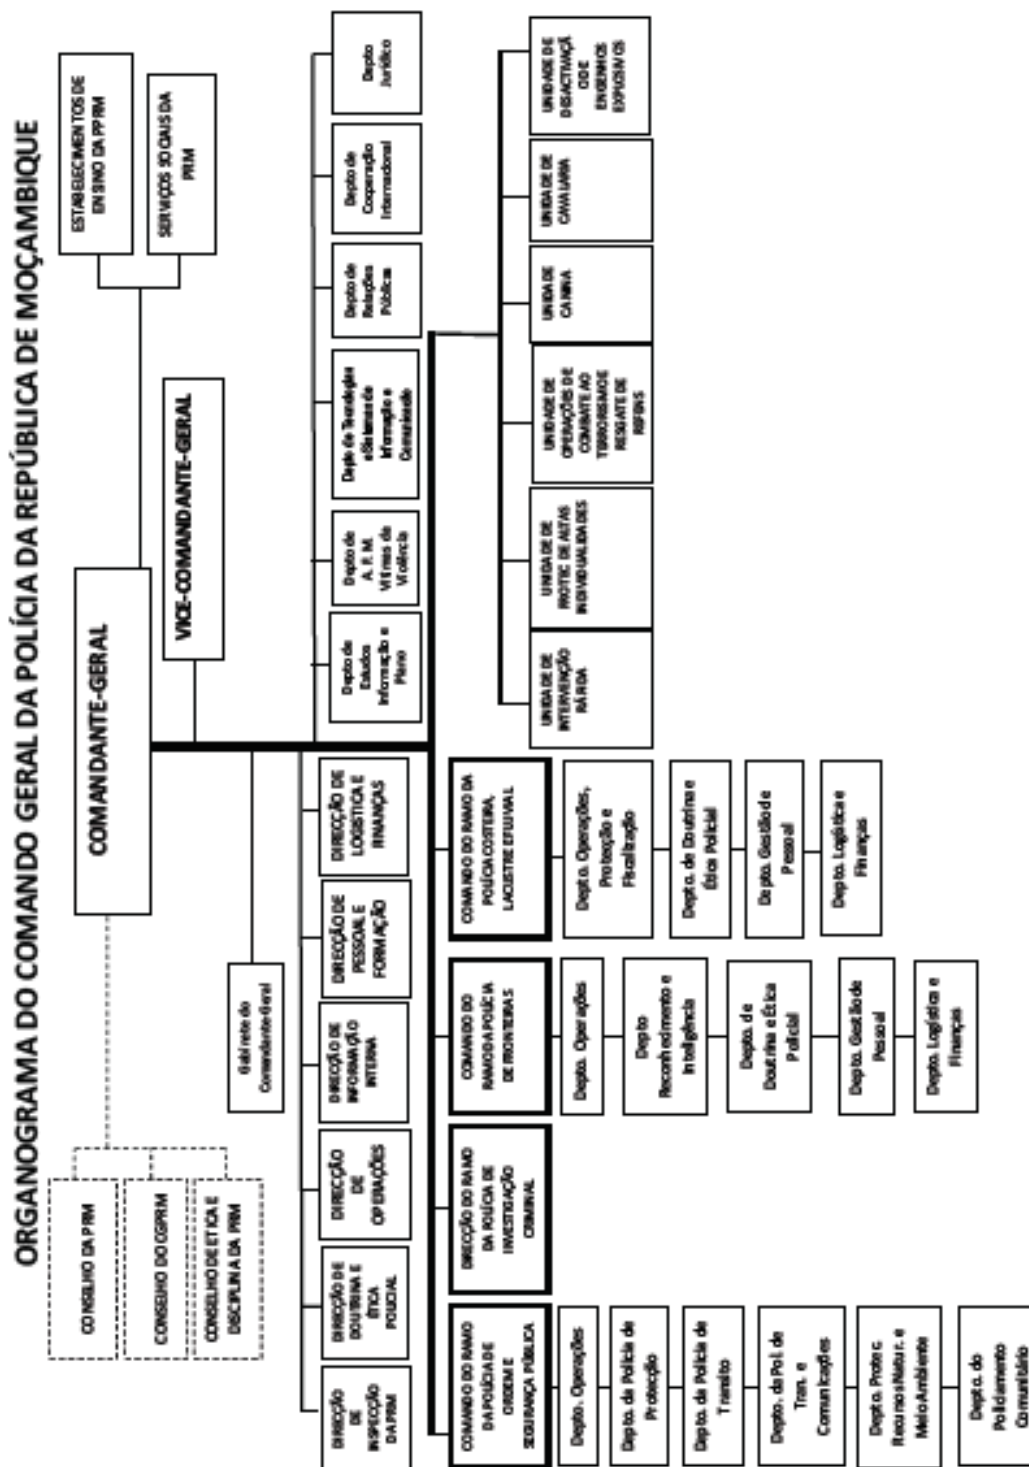 ORGANOGRAMA DO COMANDO GERAL DA POLÍCIA DA REPÚBLICA DE MOÇAMBIQUE
COMANDANTE-GERAL
ESTABELECIMENTOS DE
ENSINO DA PPRM
SERVIÇOS SOCIAIS DA
PRM
CONSELHO DA PRM
CONSELHO DO CGPRM
CONSELHO DE ETICA E
DISCIPLINA DA PRM
VICE-COMANDANTE-GERAL
Gabinete do
Comandante-Geral
DIRECÇÃO
DE
INSPECÇÃO
DA PRM
DIRECÇÃO DE
DOUTRINA E
ÉTICA
POLICIAL
DIRECÇÃO
DE
OPERAÇÕES
DIRECÇÃO DE
INFORMAÇÃO
INTERNA
DIRECÇÃO DE
PESSOAL E
FORMAÇÃO
DIRECÇÃO DE
LOGISTICA E
FINANÇAS
Depto de
Estudos
Informação e
Plano
Depto de
A. F. M.
Vitimas de
Violência
Depto de Tecnologias
e Sistemas de
Informação e
Comunicação
Depto de
Relações
Públicas
Depto de
Cooperação
Internacional
Depto
Jurídico
COMANDO DO RAMO
DA POLÍCIA DE
ORDEM E
SEGURANÇA PÚBLICA
Depto. Operações
Depto. da Policia de
Protecção
Depto. da Policia de
Transito
Depto. da Pol. de
Tran. e
Comunicações
Depto. Protec.
Recursos Natur. e
Meio Ambiente
Depto. do
Policiamento
Comunitário
DIRECÇÃO DO RAMO
DA POLÍCIA DE
INVESTIGAÇÃO
CRIMINAL
COMANDO DO
RAMO DA POLÍCIA
DE FRONTEIRAS
Depto. Operações
Depto
Reconhecimento e
Inteligência
Depto. de
Doutrina e Ética
Policial
Depto. Gestão de
Pessoal
Depto. Logística e
Finanças
COMANDO DO RAMO DA
POLÍCIA COSTEIRA,
LACUSTRE E FLUVIAL
Depto. Operações,
Protecção e
Fiscalização
Depto. de Doutrina e
Ética Policial
Depto. Gestão de
Pessoal
Depto. Logística e
Finanças
UNIDADE DE
INTERVENÇÃO
RÁPIDA
UNIDADE DE
PROTEC DE ALTAS
INDIVIDUALIDADES
UNIDADE DE
OPERAÇÕES DE
COMBATE AO
TERRORISMO E
RESGATE DE
REFENS
UNIDADE
CANINA
UNIDADE DE
CAVALARIA
UNIDADE DE
DESACTIVAÇÃ
O DE
ENGENHOS
EXPLOSIVOS